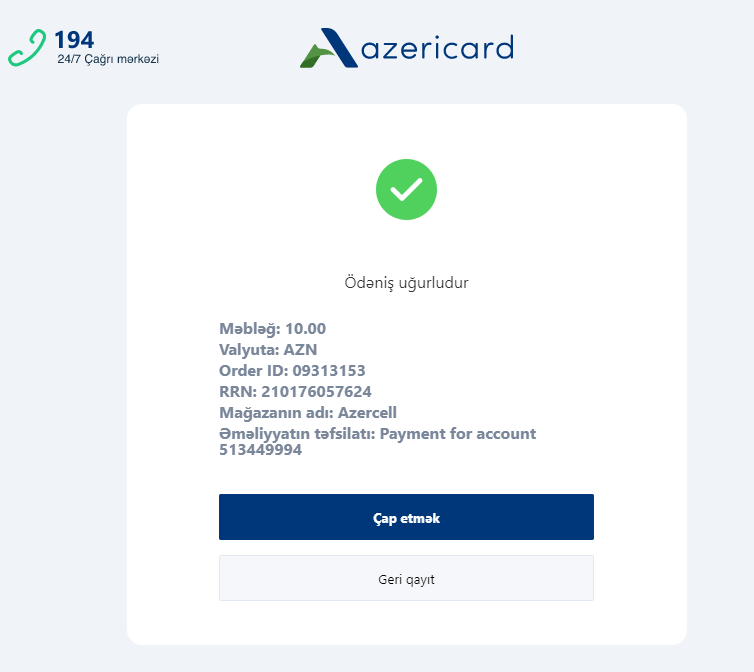 194
24/7 Çağrı mərkəzi
azericard
Ödəniş uğurludur
Məbləğ: 10.00
Valyuta: AZN
Order ID: 09313153
RRN: 210176057624
Mağazanın adı: Azercell
Əməliyyatın təfsilatı: Payment for account
513449994
Çap etmək
Geri qayıt